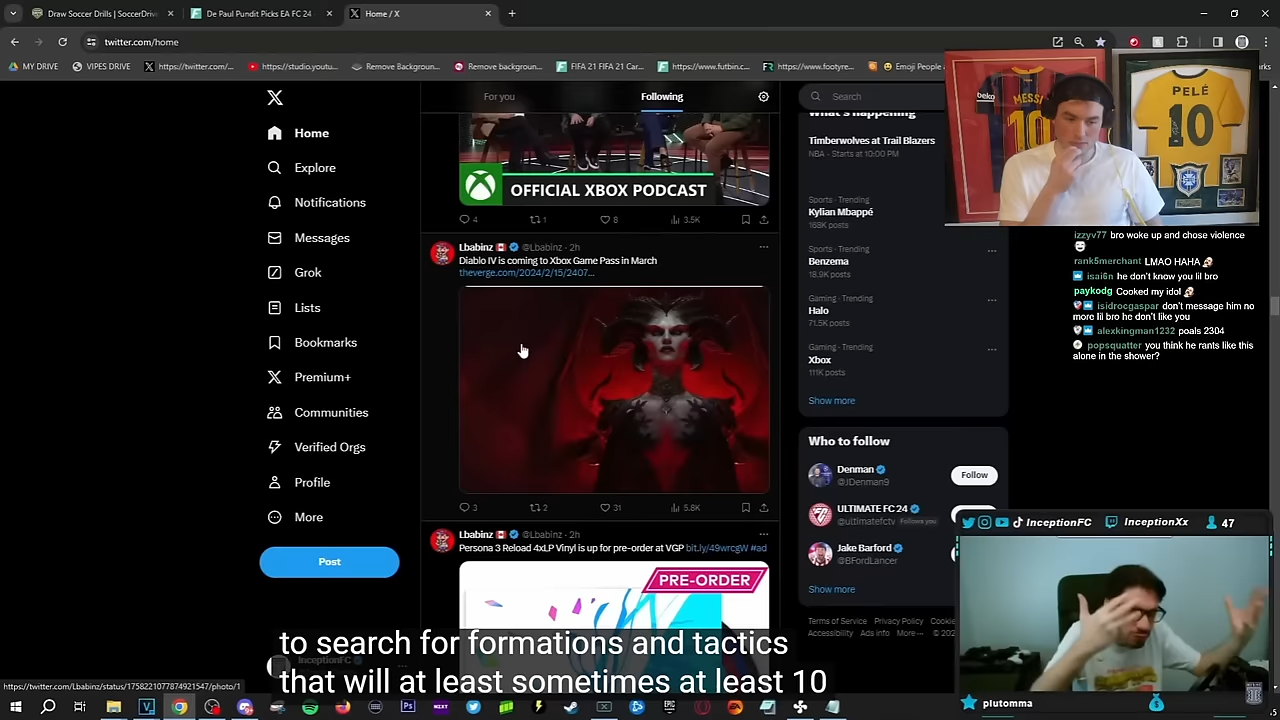 Draw Soccer Drills | SoccerDrive
De Paul Pundit Picks EA FC 24
Home / X
twitter.com/home
MY DRIVE
VIPES DRIVE
https://twitter.com/...
https://studio.youtu...
Remove Backgroun...
Remove backgroun...
FIFA 21 FIFA 21 Car...
https://www.futbin.c...
https://www.footyre...
Emoji People
Home
Explore
Notifications
Messages
Grok
Lists
Bookmarks
Premium+
Communities
Verified Orgs
Profile
More
Post
InceptionFC
For you
Following
OFFICIAL XBOX PODCAST
4
1
8
3.5K
Lbabinz @Lbabinz · 2h
Diablo IV is coming to Xbox Game Pass in March
theverge.com/2024/2/15/2407...
3
2
31
5.8K
Lbabinz @Lbabinz · 2h
Persona 3 Reload 4xLP Vinyl is up for pre-order at VGP bit.ly/49wrcgW #ad
PRE-ORDER
Search
What's happening
Timberwolves at Trail Blazers
NBA · Starts at 10:00 PM
Sports · Trending
Kylian Mbappé
168K posts
Sports · Trending
Benzema
18.9K posts
Gaming · Trending
Halo
71.5K posts
Gaming · Trending
Xbox
111K posts
Show more
Who to follow
Denman
@JDenman9
Follow
ULTIMATE FC 24
@ultimatefctv Follows you
Jake Barford
@BFordLancer
Show more
Terms of Service Privacy Policy Cookie
Accessibility Ads info More··· © 202
beko
MESSI
10
PELÉ
10
izzyv77 bro woke up and chose violence
rank5merchant LMAO HAHA
isai6n he don't know you lil bro
paykodg Cooked my idol
isidrocgaspar don't message him no
more lil bro he don't like you
alexkingman1232 poals 2304
popsquatter you think he rants like this
alone in the shower?
InceptionFC
InceptionXx
47
plutomma
to search for formations and tactics
that will at least sometimes at least 10
https://twitter.com/Lbabinz/status/1758221077874921547/photo/1